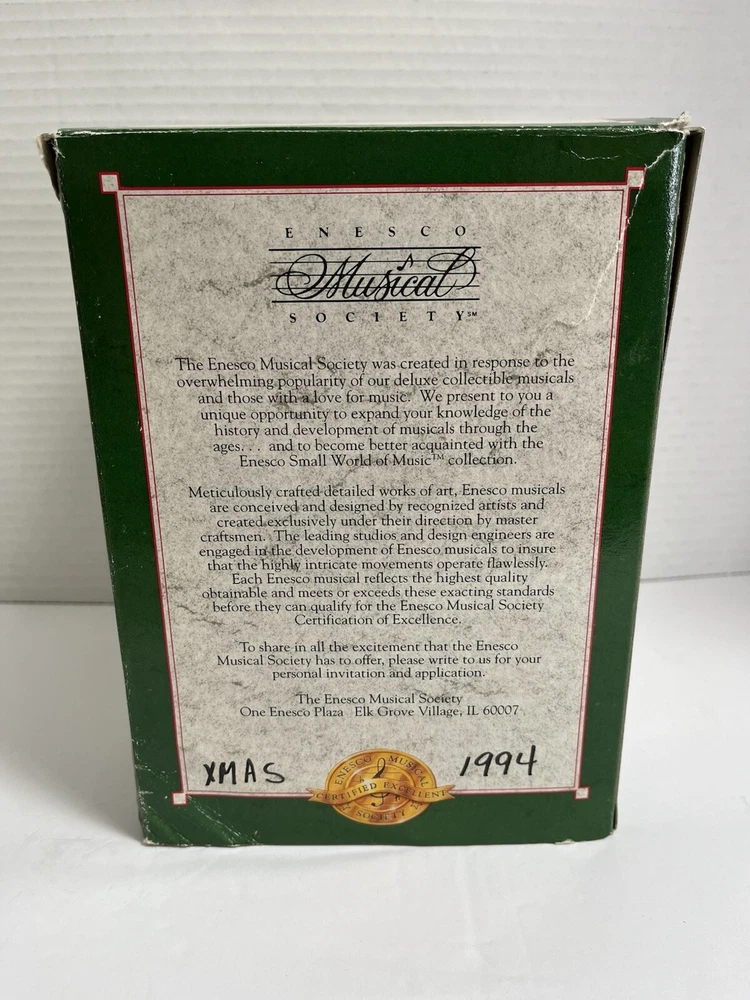 ENESCO
Musical
SOCIETY℠
The Enesco Musical Society was created in response to the
overwhelming popularity of our deluxe collectible musicals
and those with a love for music. We present to you a
unique opportunity to expand your knowledge of the
history and development of musicals through the
ages. . . and to become better acquainted with the
Enesco Small World of Music™ collection.
Meticulously crafted detailed works of art, Enesco musicals
are conceived and designed by recognized artists and
created exclusively under their direction by master
craftsmen. The leading studios and design engineers are
engaged in the development of Enesco musicals to insure
that the highly intricate movements operate flawlessly.
Each Enesco musical reflects the highest quality
obtainable and meets or exceeds these exacting standards
before they can qualify for the Enesco Musical Society
Certification of Excellence.
To share in all the excitement that the Enesco
Musical Society has to offer, please write to us for your
personal invitation and application.
The Enesco Musical Society
One Enesco Plaza Elk Grove Village, IL 60007
XMAS
1994
ENESCO MUSICAL
CERTIFIED EXCELLENT
SOCIETY